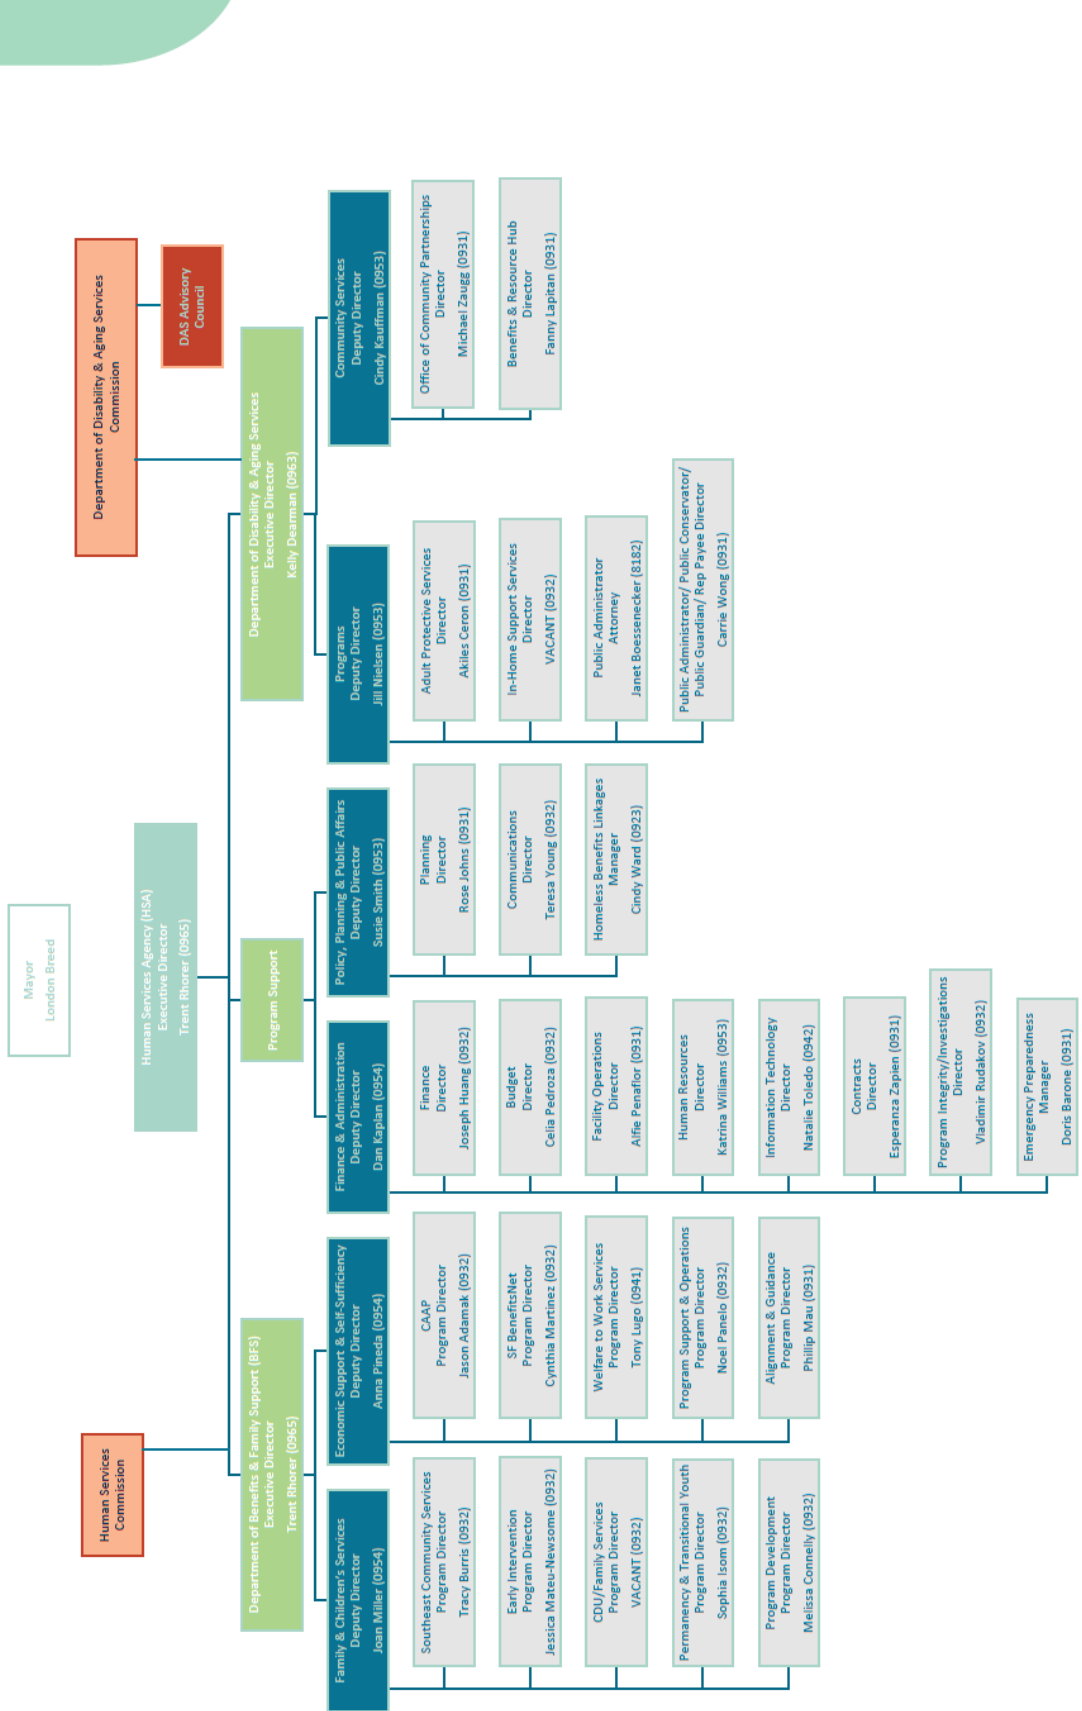 Mayor
London Breed
Human Services
Commission
Human Services Agency (HSA)
Executive Director
Trent Rhorer (0965)
Department of Disability & Aging Services
Commission
DAS Advisory
Council
Department of Benefits & Family Support (BFS)
Executive Director
Trent Rhorer (0965)
Program Support
Department of Disability & Aging Services
Executive Director
Kelly Dearman (0963)
Family & Children's Services
Deputy Director
Joan Miller (0954)
Southeast Community Services
Program Director
Tracy Burris (0932)
Early Intervention
Program Director
Jessica Mateu-Newsome (0932)
CDU/Family Services
Program Director
VACANT (0932)
Permanency & Transitional Youth
Program Director
Sophia Isom (0932)
Program Development
Program Director
Melissa Connelly (0932)
Economic Support & Self-Sufficiency
Deputy Director
Anna Pineda (0954)
CAAP
Program Director
Jason Adamak (0932)
SF BenefitsNet
Program Director
Cynthia Martinez (0932)
Welfare to Work Services
Program Director
Tony Lugo (0941)
Program Support & Operations
Program Director
Noel Panelo (0932)
Alignment & Guidance
Program Director
Phillip Mau (0931)
Finance & Administration
Deputy Director
Dan Kaplan (0954)
Finance
Director
Joseph Huang (0932)
Budget
Director
Celia Pedroza (0932)
Facility Operations
Director
Alfie Penaflor (0931)
Human Resources
Director
Katrina Williams (0953)
Information Technology
Director
Natalie Toledo (0942)
Contracts
Director
Esperanza Zapien (0931)
Program Integrity/Investigations
Director
Vladimir Rudakov (0932)
Emergency Preparedness
Manager
Doris Barone (0931)
Policy, Planning & Public Affairs
Deputy Director
Susie Smith (0953)
Planning
Director
Rose Johns (0931)
Communications
Director
Teresa Young (0932)
Homeless Benefits Linkages
Manager
Cindy Ward (0923)
Programs
Deputy Director
Jill Nielsen (0953)
Adult Protective Services
Director
Akiles Ceron (0931)
In-Home Support Services
Director
VACANT (0932)
Public Administrator
Attorney
Janet Boessenecker (8182)
Public Administrator/ Public Conservator/
Public Guardian/ Rep Payee Director
Carrie Wong (0931)
Community Services
Deputy Director
Cindy Kauffman (0953)
Office of Community Partnerships
Director
Michael Zaugg (0931)
Benefits & Resource Hub
Director
Fanny Lapitan (0931)